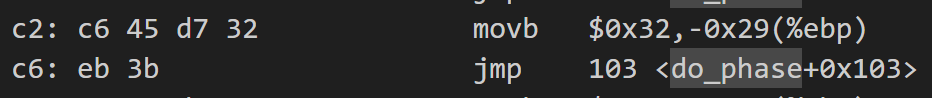 c2: c6 45 d7 32 movb $0x32,-0x29(%ebp)
c6: eb 3b jmp 103 <do_phase+0x103>